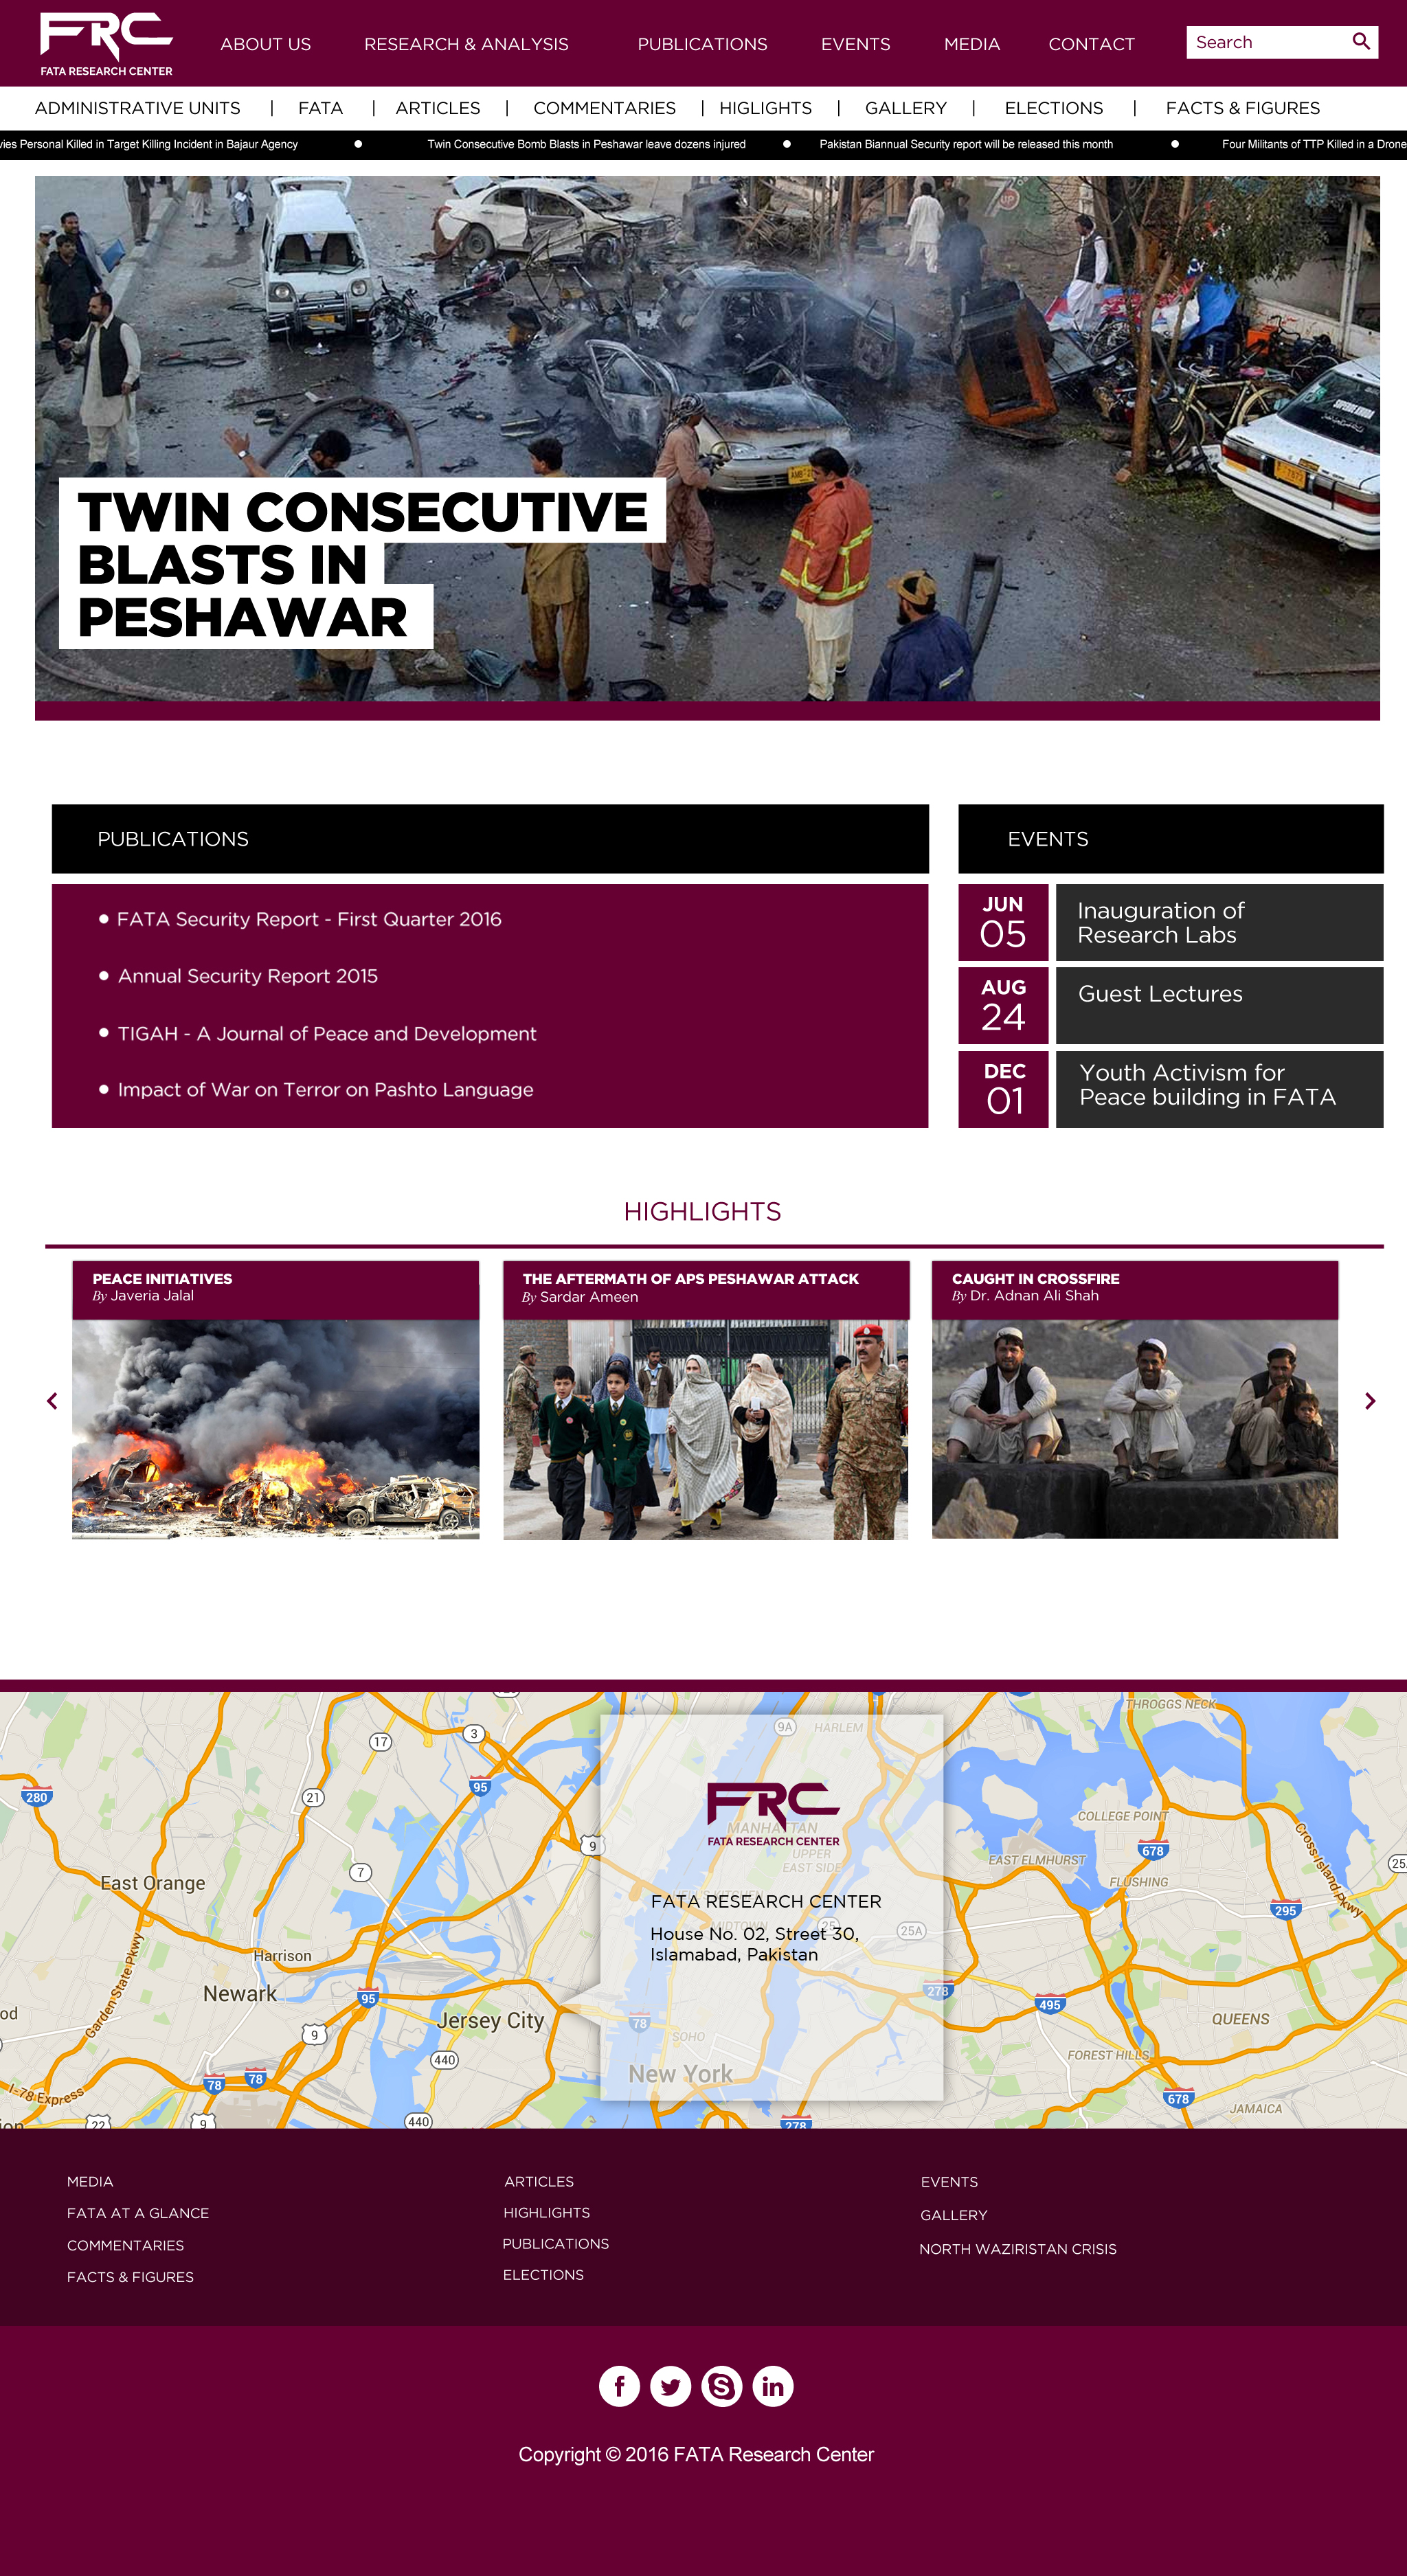 FRC
FATA RESEARCH CENTER
ABOUT US
RESEARCH & ANALYSIS
PUBLICATIONS
EVENTS
MEDIA
CONTACT
Search
ADMINISTRATIVE UNITS | FATA | ARTICLES | COMMENTARIES | HIGLIGHTS | GALLERY | ELECTIONS | FACTS & FIGURES
Personal Killed in Target Killing Incident in Bajaur Agency
Twin Consecutive Bomb Blasts in Peshawar leave dozens injured
Pakistan Biannual Security report will be released this month
Four Militants of TTP Killed in a Drone
UP
TWIN CONSECUTIVE
BLASTS IN
PESHAWAR
PUBLICATIONS
FATA Security Report - First Quarter 2016
Annual Security Report 2015
TIGAH - A Journal of Peace and Development
Impact of War on Terror on Pashto Language
EVENTS
JUN
05
Inauguration of
Research Labs
AUG
24
Guest Lectures
DEC
01
Youth Activism for
Peace building in FATA
HIGHLIGHTS
PEACE INITIATIVES
By Javeria Jalal
THE AFTERMATH OF APS PESHAWAR ATTACK
By Sardar Ameen
CAUGHT IN CROSSFIRE
By Dr. Adnan Ali Shah
THROGGS NECK
9A
HARLEM
17
3
95
280
21
COLLEGE POINT
FRC
FATA RESEARCH CENTER
MANHATTAN
UPPER
EAST SIDE
9
678
Cross Island Pkwy
EAST ELMHURST
25
7
East Orange
FLUSHING
295
FATA RESEARCH CENTER
MIDTOWN
25
25A
House No. 02, Street 30,
Islamabad, Pakistan
Harrison
Garden State Pkwy
Newark
95
278
495
od
Jersey City
78
QUEENS
9
SOHO
440
FOREST HILLS
New York
78
78
I-78 Express
678
JAMAICA
22
9
440
278
MEDIA
FATA AT A GLANCE
COMMENTARIES
FACTS & FIGURES
ARTICLES
HIGHLIGHTS
PUBLICATIONS
ELECTIONS
EVENTS
GALLERY
NORTH WAZIRISTAN CRISIS
Copyright © 2016 FATA Research Center